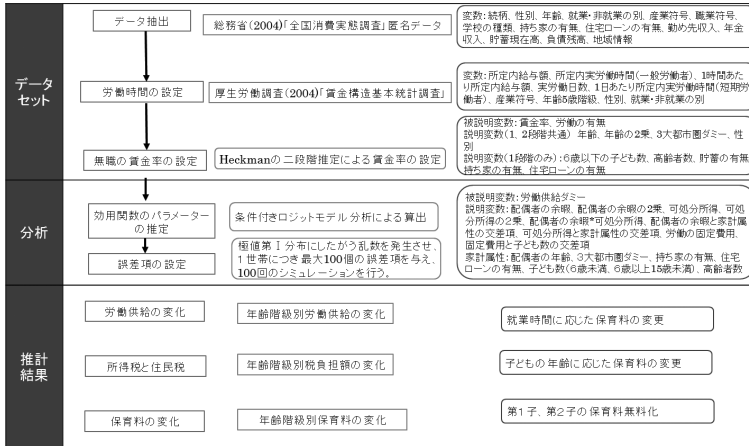 データ
セット
データ抽出
総務省(2004)「全国消費実態調査」匿名データ
変数:続柄、性別、年齢、就業・非就業の別、産業符号、職業符号、
学校の種類、持ち家の有無、住宅ローンの有無、勤め先収入、年金
収入、貯蓄現在高、負債残高、地域情報
労働時間の設定
厚生労働調査(2004)「賃金構造基本統計調査」
変数:所定内給与額、所定内実労働時間(一般労働者)、1時間あた
り所定内給与額、実労働日数、1日あたり所定内実労働時間(短期労
働者)、産業符号、年齢5歳階級、性別、就業・非就業の別
無職の賃金率の設定
Heckmanの二段階推定による賃金率の設定
被説明変数:賃金率、労働の有無
説明変数(1、2段階共通) 年齢、年齢の2乗、3大都市圏ダミー、性
別
説明変数(1段階のみ):6歳以下の子ども数、高齢者数、貯蓄の有無
持ち家の有無、住宅ローンの有無
分析
効用関数のパラメーター
の推定
条件付きロジットモデル分析による算出
被説明変数:労働供給ダミー
説明変数:配偶者の余暇、配偶者の余暇の2乗、可処分所得、可処
分所得の2乗、配偶者の余暇*可処分所得、配偶者の余暇と家計属
性の交差項、可処分所得と家計属性の交差項、労働の固定費用、
固定費用と子ども数の交差項
家計属性:配偶者の年齢、3大都市圏ダミー、持ち家の有無、住宅
ローンの有無、子ども数(6歳未満、6歳以上15歳未満)、高齢者数
誤差項の設定
極値第Ⅰ分布にしたがう乱数を発生させ、
1世帯につき最大100個の誤差項を与え、
100回のシミュレーションを行う。
推計
結果
労働供給の変化
年齢階級別労働供給の変化
就業時間に応じた保育料の変更
所得税と住民税
年齢階級別税負担額の変化
子どもの年齢に応じた保育料の変更
保育料の変化
年齢階級別保育料の変化
第1子、第2子の保育料無料化